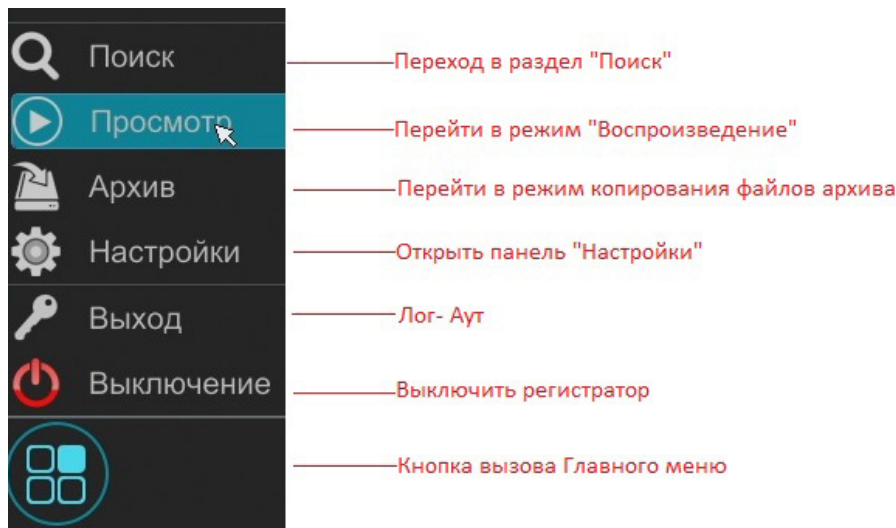 Поиск
Переход в раздел "Поиск"
Просмотр
Перейти в режим "Воспроизведение"
Архив
Перейти в режим копирования файлов архива
Настройки
Открыть панель "Настройки"
Выход
Лог- Аут
Выключение
Выключить регистратор
Кнопка вызова Главного меню